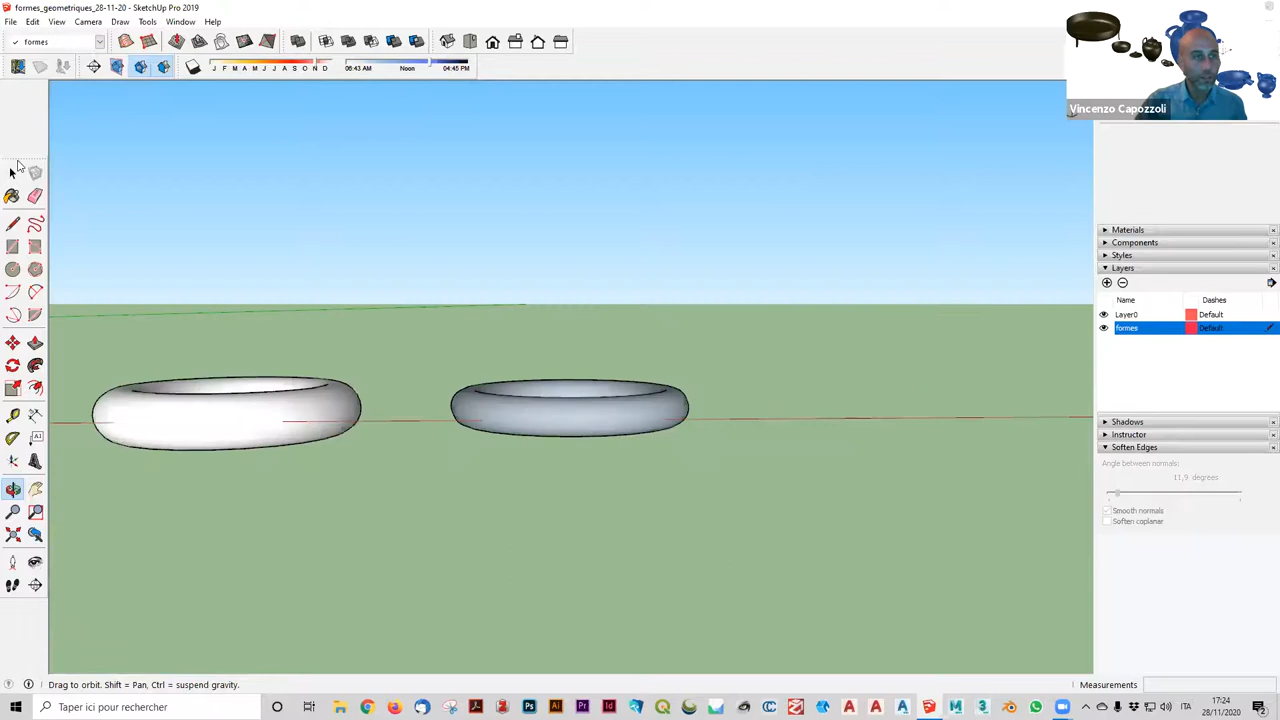 formes_geometriques_28-11-20 - SketchUp Pro 2019
File Edit View Camera Draw Tools Window Help
formes
J F M A M J J A S O N D
06:43 AM Noon 04:45 PM
Vincenzo Capozzoli
Materials
Components
Styles
Layers
Name Dashes
Layer0 Default
formes Default
Shadows
Instructor
Soften Edges
Angle between normals:
11,9 degrees
Smooth normals
Soften coplanar
Drag to orbit. Shift = Pan, Ctrl = suspend gravity.
Measurements
Taper ici pour rechercher
ITA
17:24
28/11/2020